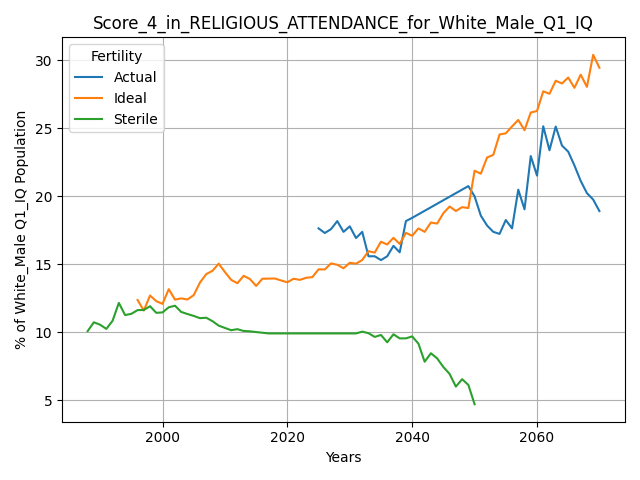 Score_4_in_RELIGIOUS_ATTENDANCE_for_White_Male_Q1_IQ
Fertility
Actual
Ideal
Sterile
% of White_Male Q1_IQ Population
30
25
20
15
10
5
2000
2020
2040
2060
Years